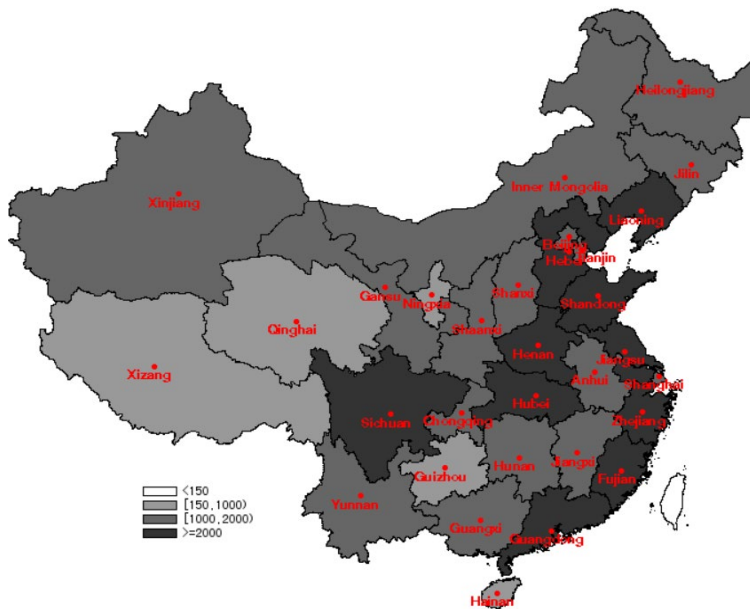 Heilongjiang
Jilin
Inner Mongolia
Xinjiang
Liaoning
Beijing
Tianjin
Hebei
Gansu
Ningxia
Shanxi
Shandong
Qinghai
Shaanxi
Henan
Jiangsu
Xizang
Anhui
Shanghai
Hubei
Sichuan
Chongqing
Zhejiang
Hunan
Jiangxi
Guizhou
Fujian
<150
[150,1000)
[1000,2000)
>=2000
Yunnan
Guangxi
Guangdong
Hainan